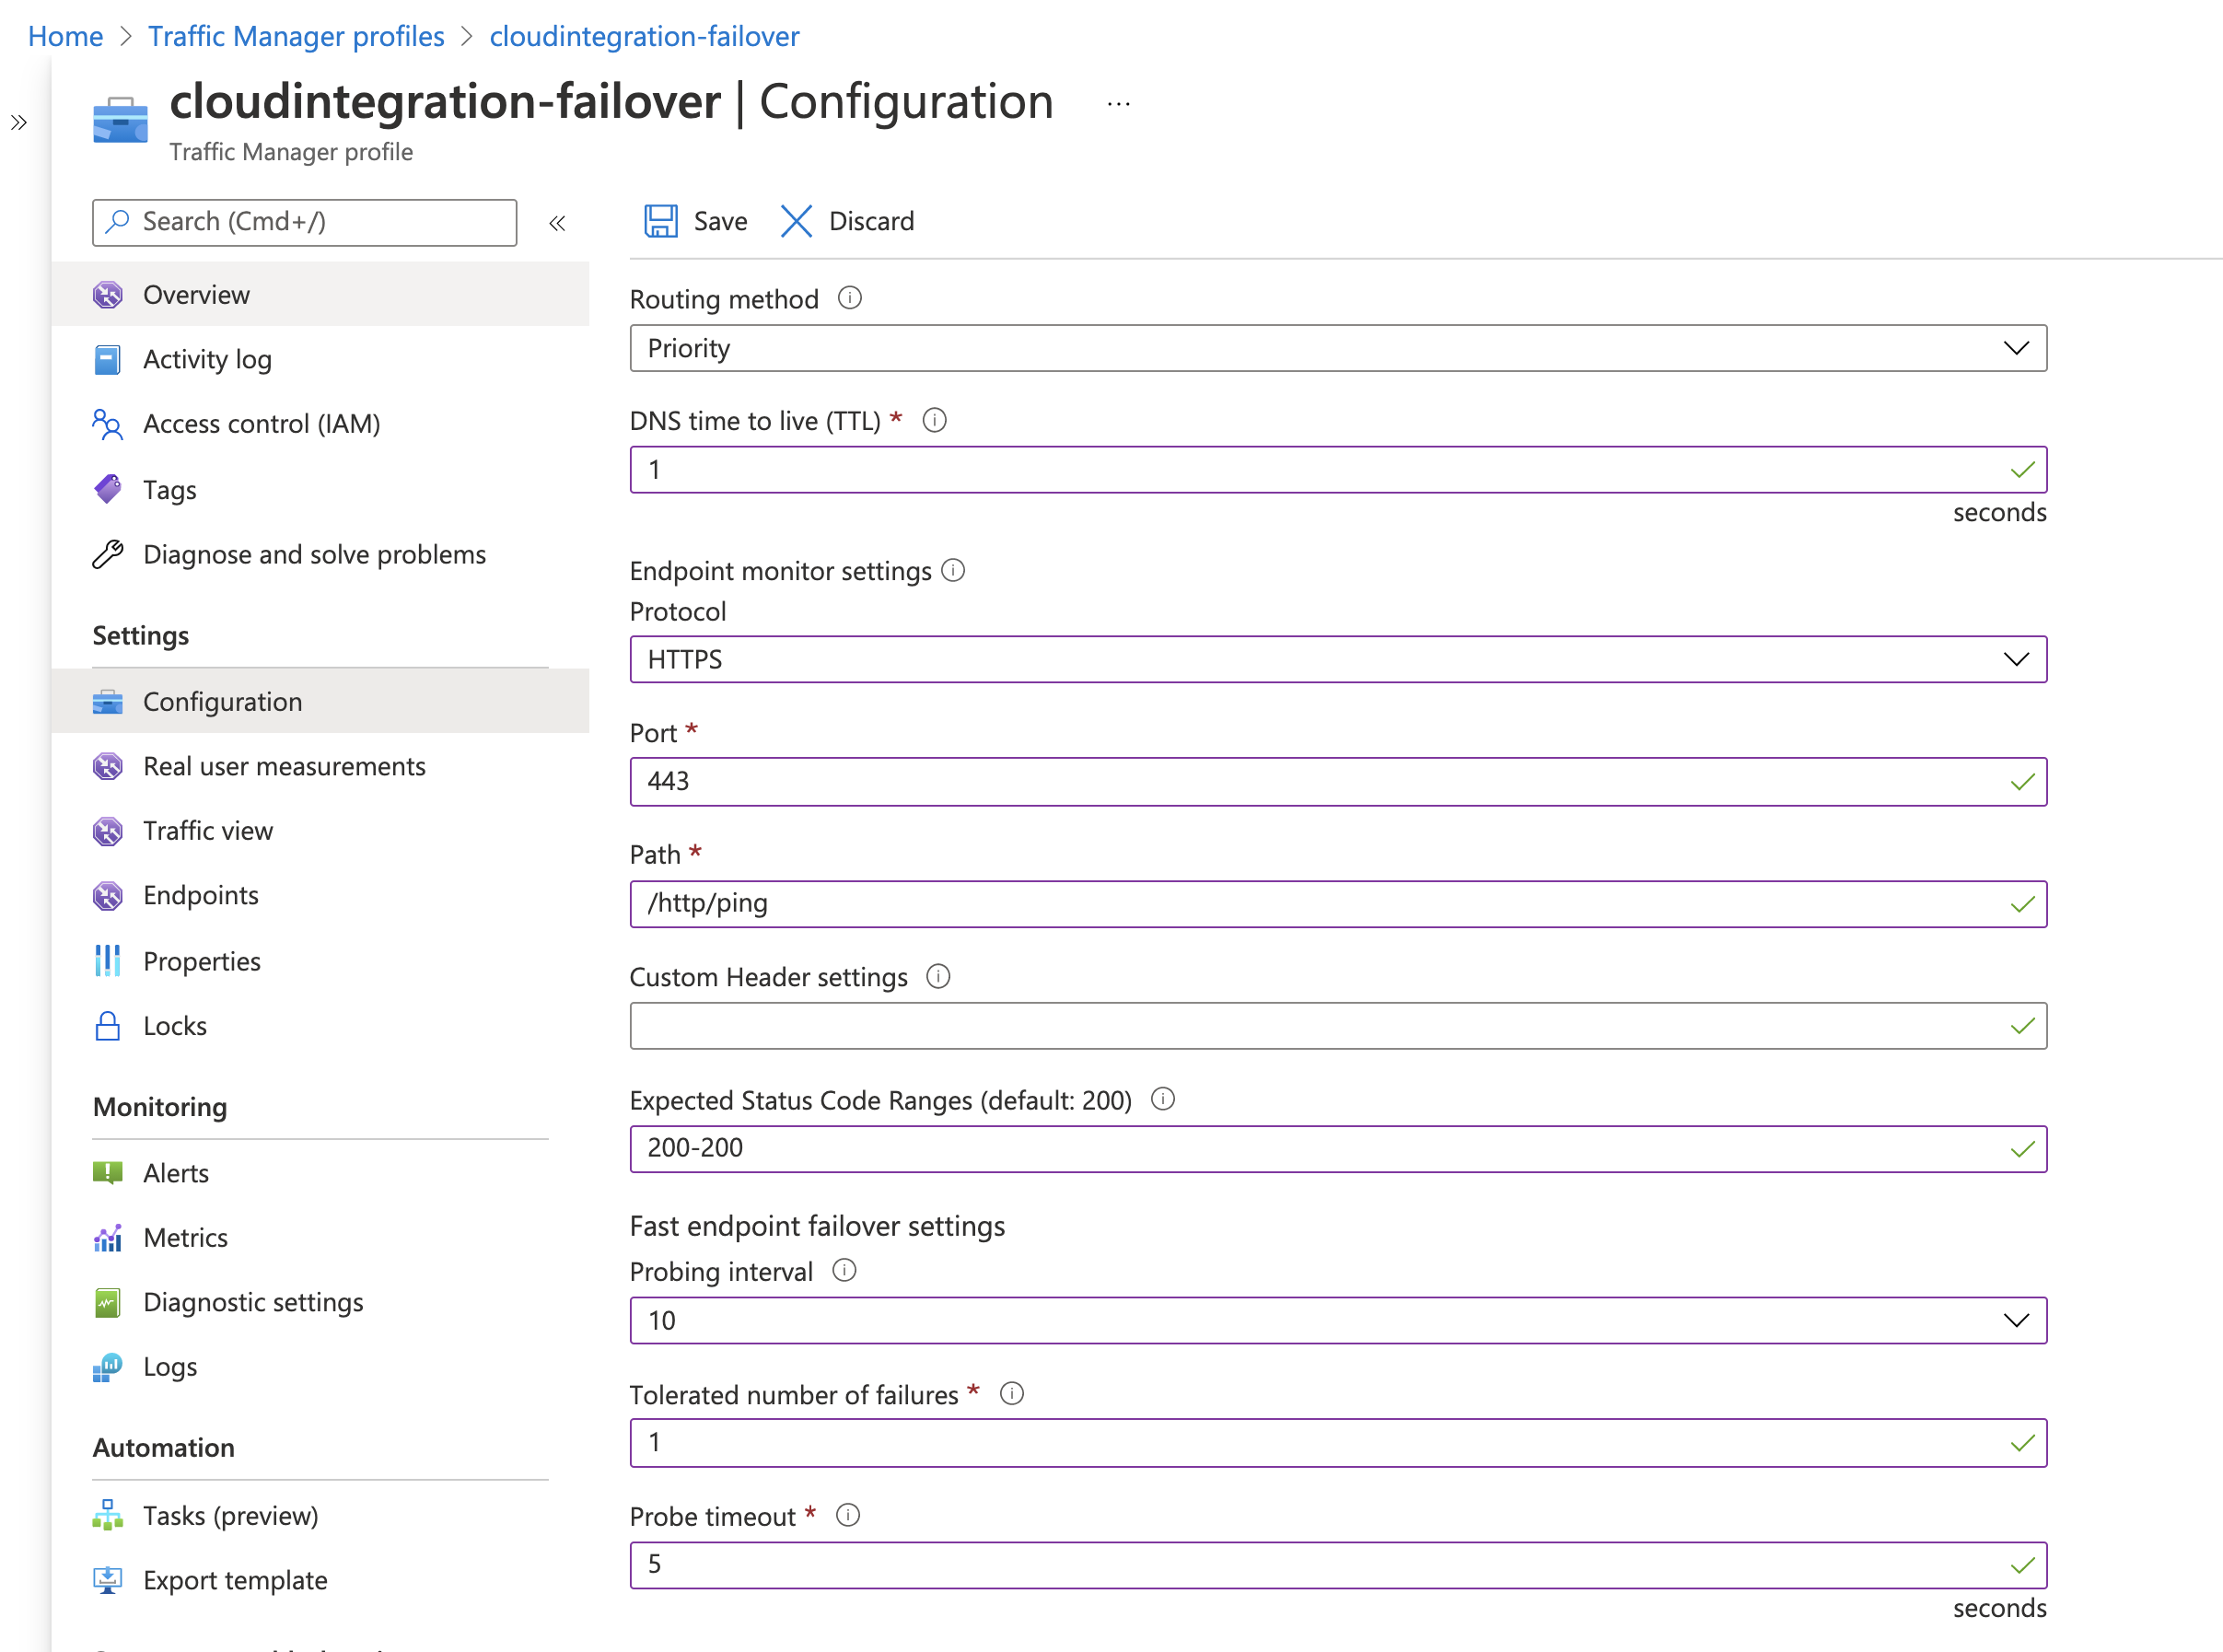 Home > Traffic Manager profiles > cloudintegration-failover
cloudintegration-failover | Configuration ...
Traffic Manager profile
Search (Cmd+/)
Overview
Activity log
Access control (IAM)
Tags
Diagnose and solve problems
Settings
Configuration
Real user measurements
Traffic view
Endpoints
Properties
Locks
Monitoring
Alerts
Metrics
Diagnostic settings
Logs
Automation
Tasks (preview)
Export template
Save Discard
Routing method
Priority
DNS time to live (TTL) *
1
seconds
Endpoint monitor settings
Protocol
HTTPS
Port *
443
Path *
/http/ping
Custom Header settings
Expected Status Code Ranges (default: 200)
200-200
Fast endpoint failover settings
Probing interval
10
Tolerated number of failures *
1
Probe timeout *
5
seconds